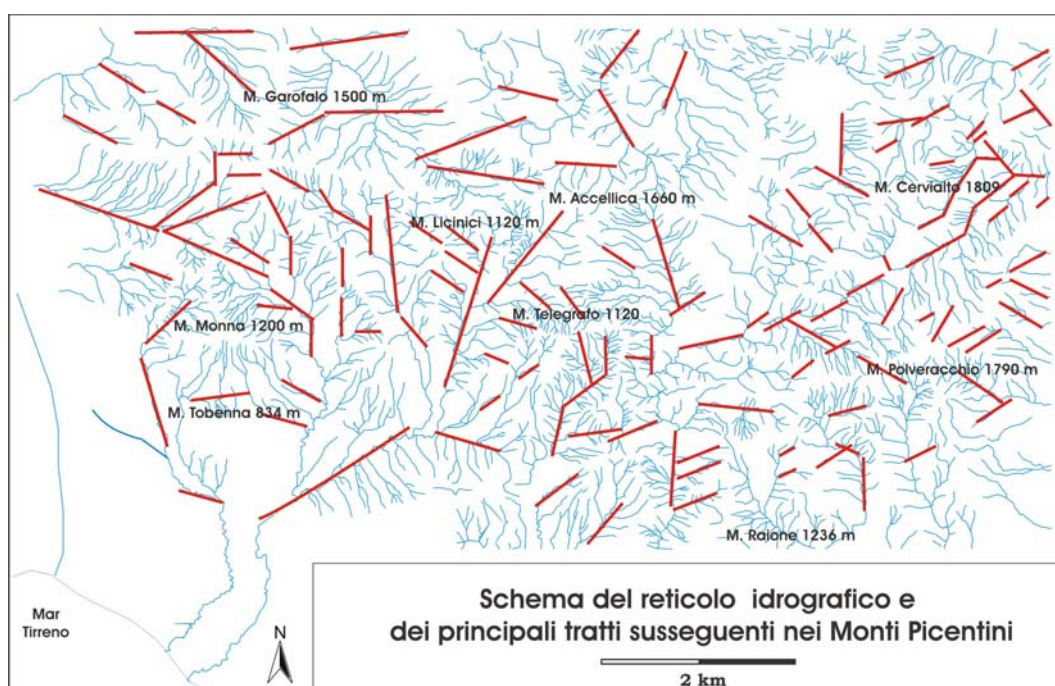 M. Garofalo 1500 m
M. Cervialto 1809
M. Accellica 1660 m
M. Licinici 1120 m
M. Telegrafo 1120
M. Monna 1200 m
M. Polveracchio 1790 m
M. Tobenna 834 m
M. Raione 1236 m
Schema del reticolo idrografico e
dei principali tratti susseguenti nei Monti Picentini
Mar
Tirreno
N
2 km